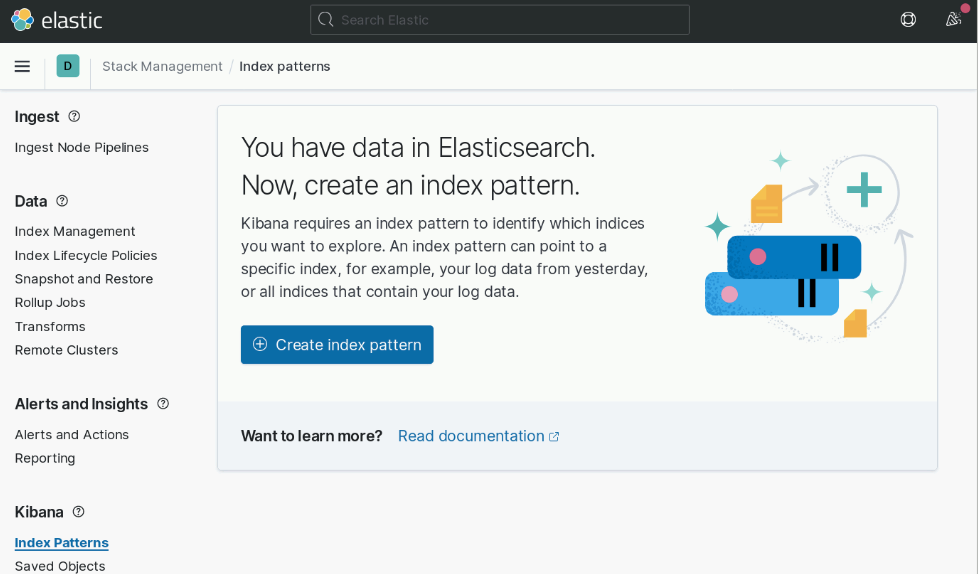 elastic
Search Elastic
D
Stack Management / Index patterns
Ingest
Ingest Node Pipelines
Data
Index Management
Index Lifecycle Policies
Snapshot and Restore
Rollup Jobs
Transforms
Remote Clusters
Alerts and Insights
Alerts and Actions
Reporting
Kibana
Index Patterns
Saved Objects
You have data in Elasticsearch.
Now, create an index pattern.
Kibana requires an index pattern to identify which indices
you want to explore. An index pattern can point to a
specific index, for example, your log data from yesterday,
or all indices that contain your log data.
Create index pattern
Want to learn more? Read documentation